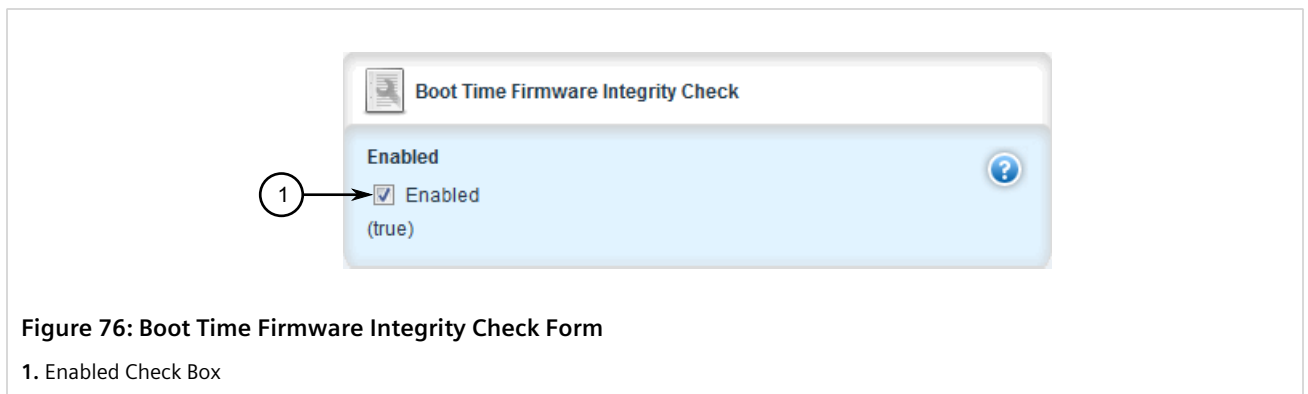 Boot Time Firmware Integrity Check
Enabled
?
1
Enabled
(true)
Figure 76: Boot Time Firmware Integrity Check Form
1. Enabled Check Box